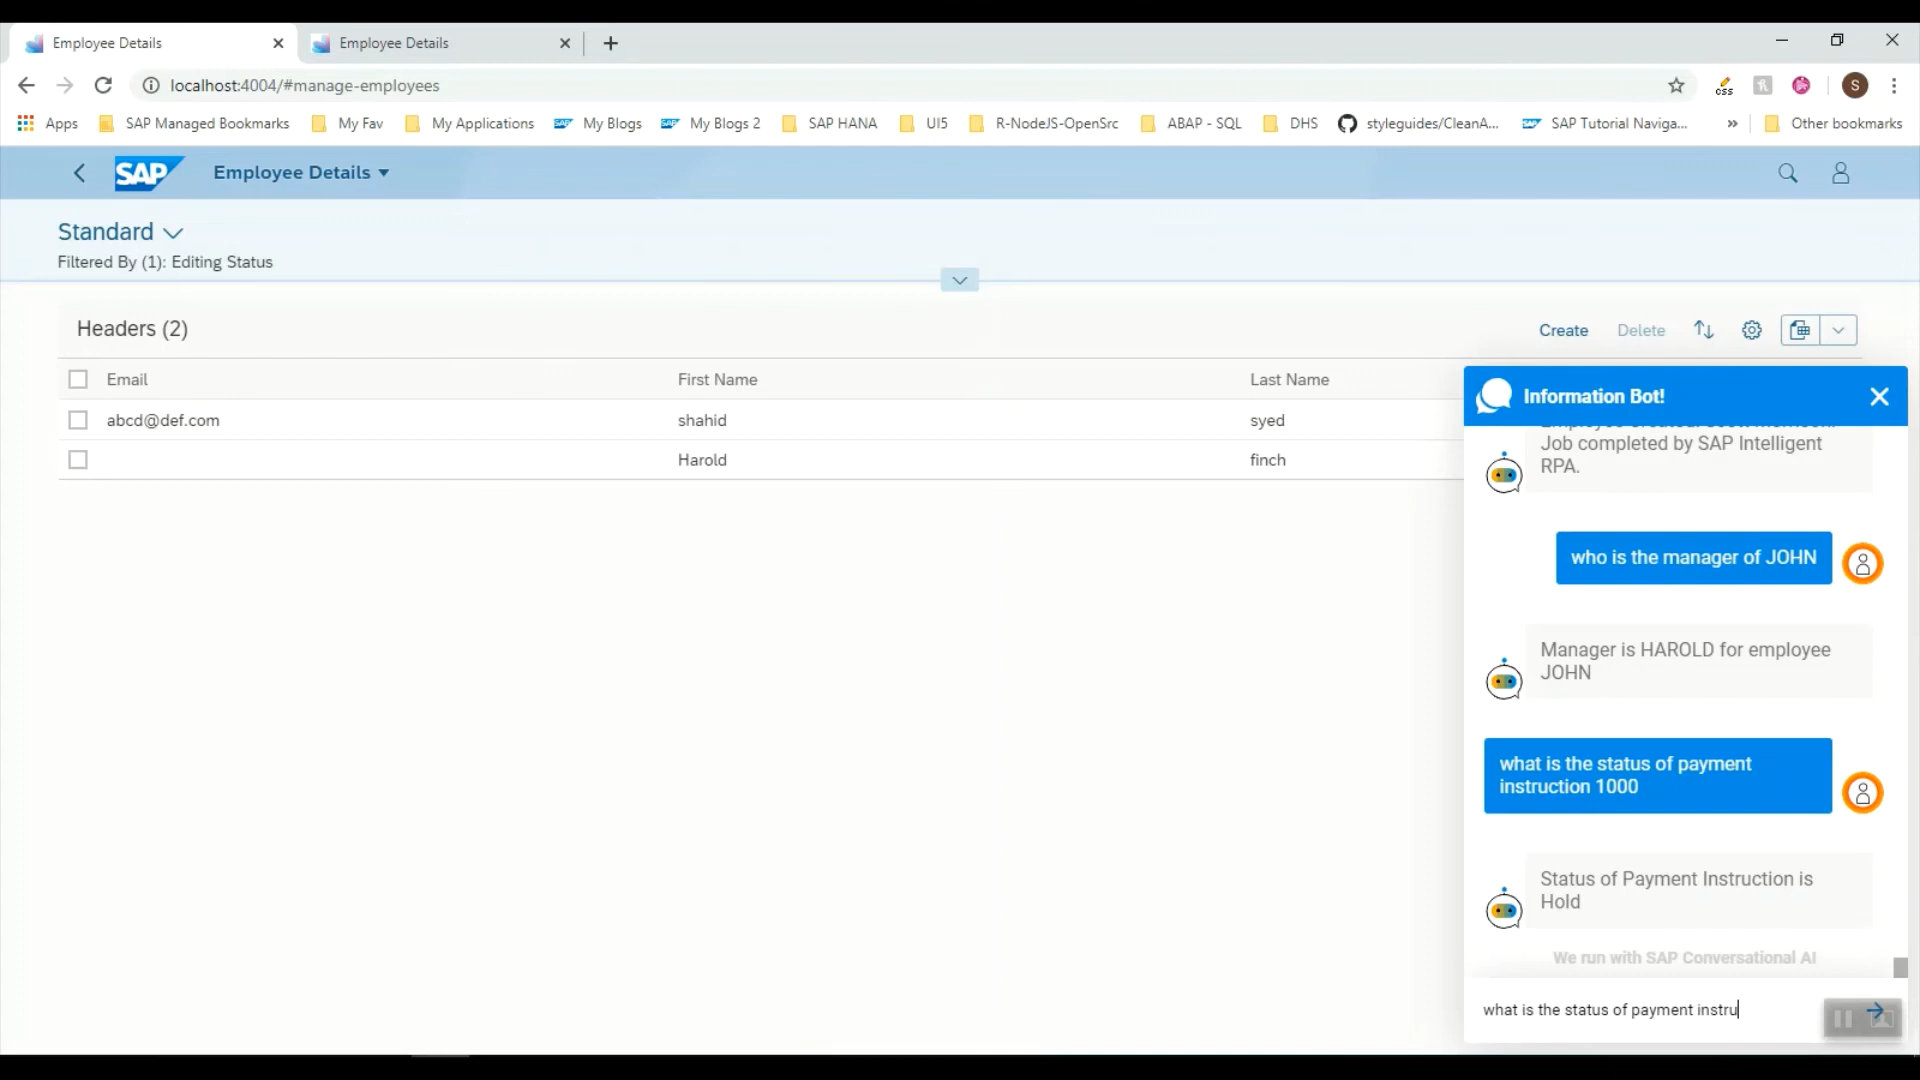 Employee Details
Employee Details
localhost:4004/#manage-employees
css
S
Apps
SAP Managed Bookmarks
My Fav
My Applications
SAP
My Blogs
SAP
My Blogs 2
SAP HANA
UI5
R-NodeJS-OpenSrc
ABAP - SQL
DHS
styleguides/CleanA...
SAP
SAP Tutorial Naviga...
»
Other bookmarks
SAP
Employee Details
Standard
Filtered By (1): Editing Status
Headers (2)
Create
Delete
Email
First Name
Last Name
abcd@def.com
shahid
syed
Harold
finch
Information Bot!
Job completed by SAP Intelligent
RPA.
who is the manager of JOHN
Manager is HAROLD for employee
JOHN
what is the status of payment
instruction 1000
Status of Payment Instruction is
Hold
We run with SAP Conversational AI
what is the status of payment instru